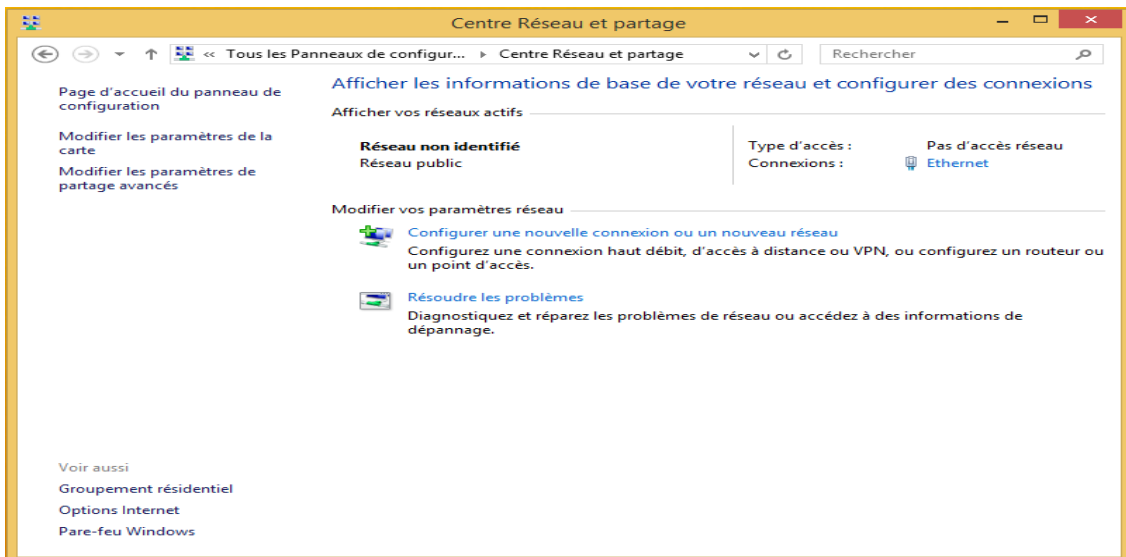 Centre Réseau et partage
« Tous les Panneaux de configur... Centre Réseau et partage Rechercher
Page d'accueil du panneau de
configuration
Modifier les paramètres de la
carte
Modifier les paramètres de
partage avancés
Voir aussi
Groupement résidentiel
Options Internet
Pare-feu Windows
Afficher les informations de base de votre réseau et configurer des connexions
Afficher vos réseaux actifs
Réseau non identifié
Réseau public
Type d'accès : Pas d'accès réseau
Connexions : Ethernet
Modifier vos paramètres réseau
Configurer une nouvelle connexion ou un nouveau réseau
Configurez une connexion haut débit, d'accès à distance ou VPN, ou configurez un routeur ou
un point d'accès.
Résoudre les problèmes
Diagnostiquez et réparez les problèmes de réseau ou accédez à des informations de
dépannage.